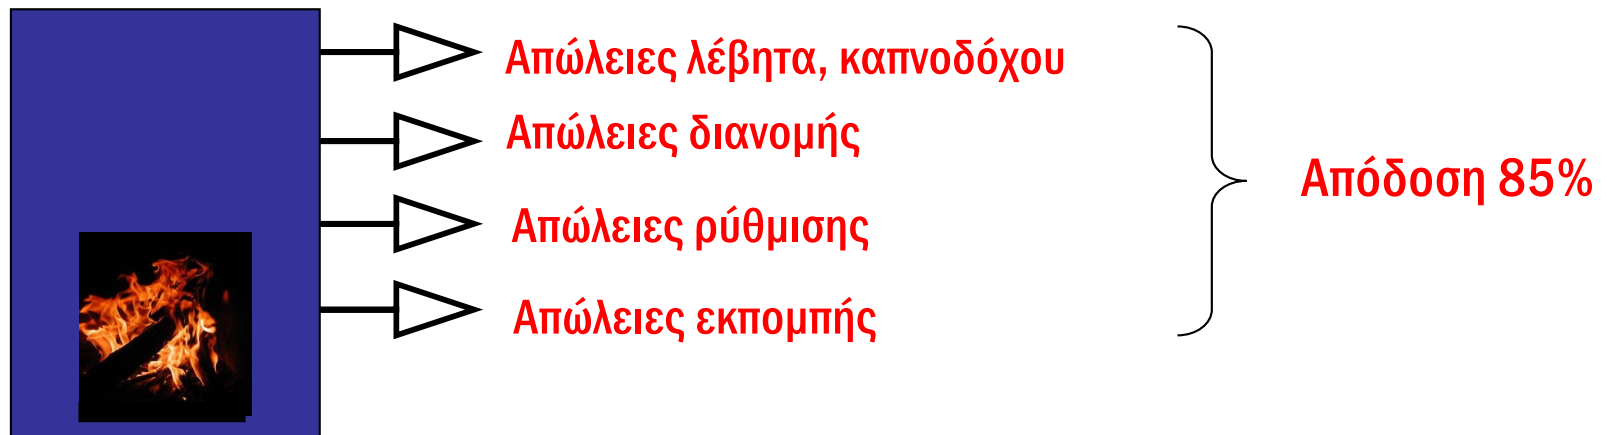 Απώλειες λέβητα, καπνοδόχου
Απώλειες διανομής
Απώλειες ρύθμισης
Απώλειες εκπομπής
Απόδοση 85%